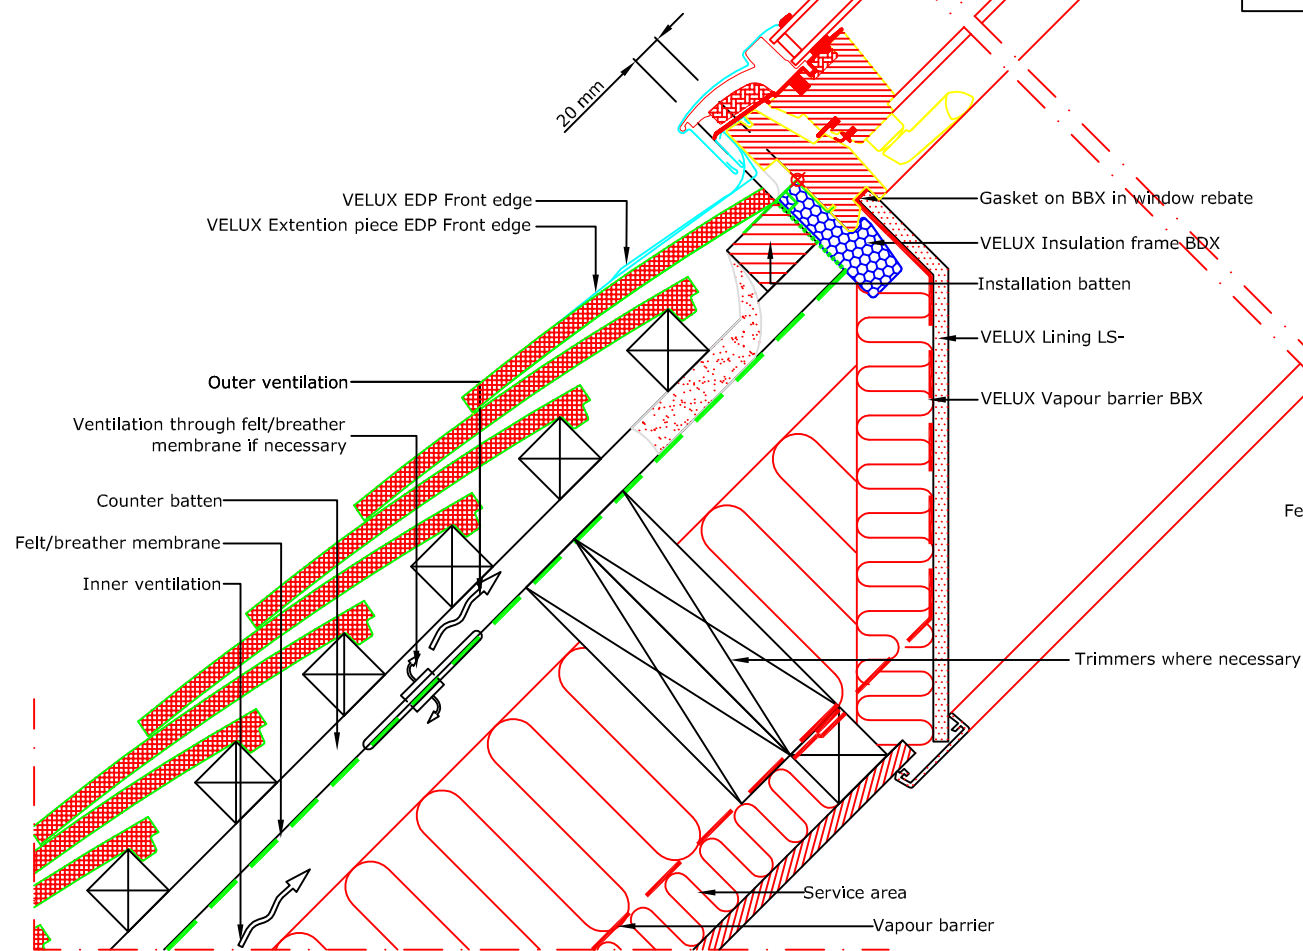 20 mm
VELUX EDP Front edge
VELUX Extention piece EDP Front edge
Gasket on BBX in window rebate
VELUX Insulation frame BDX
Installation batten
VELUX Lining LS-
Outer ventilation
VELUX Vapour barrier BBX
Ventilation through felt/breather
membrane if necessary
Counter batten
Fe
Felt/breather membrane
Inner ventilation
Trimmers where necessary
Service area
Vapour barrier